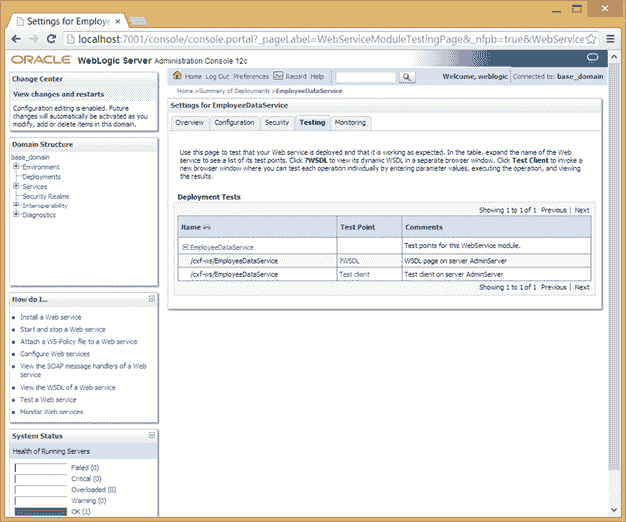 Settings for Employe
localhost:7001/console/console.portal?_pageLabel=WebServiceModuleTestingPage&_nfpb=true&WebService
ORACLE WebLogic Server Administration Console 12c
Change Center
View changes and restarts
Configuration editing is enabled. Future
changes will automatically be activated as you
modify, add or delete items in this domain.
Domain Structure
base_domain
Environment
Deployments
Services
Security Realms
Interoperability
Diagnostics
How do I...
Install a Web service
Start and stop a Web service
Attach a WS-Policy file to a Web service
Configure Web services
View the SOAP message handlers of a Web
service
View the WSDL of a Web service
Test a Web service
Monitor Web services
System Status
Health of Running Servers
Failed (0)
Critical (0)
Overloaded (0)
Warning (0)
OK (1)
Home Log Out Preferences Record Help
Welcome, weblogic Connected to: base_domain
Home >Summary of Deployments >EmployeeDataService
Settings for EmployeeDataService
Overview Configuration Security Testing Monitoring
Use this page to test that your Web service is deployed and that it is working as expected. In the table, expand the name of the Web
service to see a list of its test points. Click ?WSDL to view its dynamic WSDL in a separate browser window. Click Test Client to invoke a
new browser window where you can test each operation individually by entering parameter values, executing the operation, and viewing
the results.
Deployment Tests
Showing 1 to 1 of 1 Previous | Next
Name Test Point Comments
EmployeeDataService Test points for this WebService module.
/cxf-ws/EmployeeDataService ?WSDL WSDL page on server AdminServer
/cxf-ws/EmployeeDataService Test client Test client on server AdminServer
Showing 1 to 1 of 1 Previous | Next